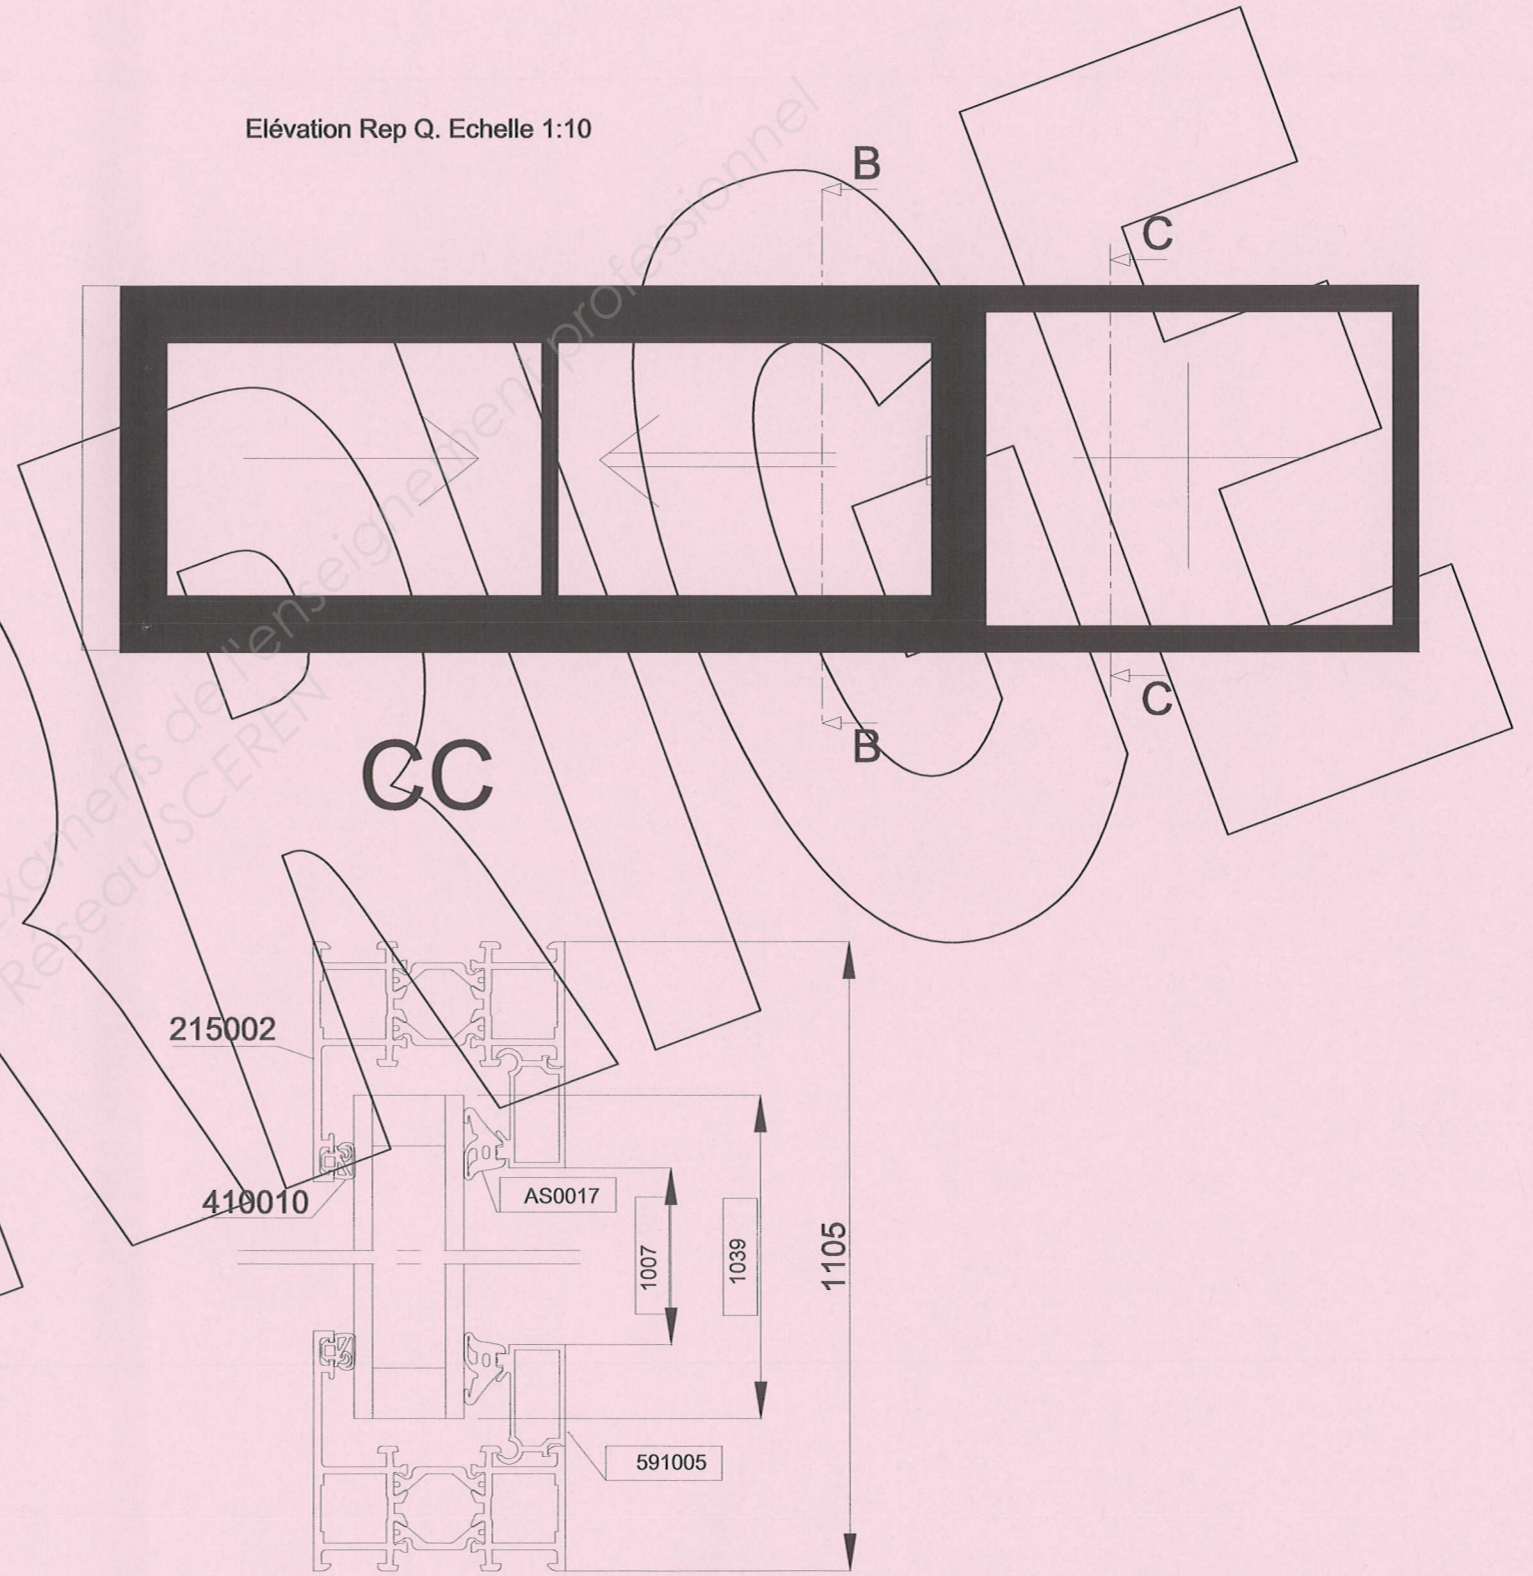 Elévation Rep Q. Echelle 1:10
B
C
C
B
CC
215002
410010
AS0017
1007
1039
1105
591005
examens de l'enseignement professionnel
Réseau SCEREN
CORRIGE